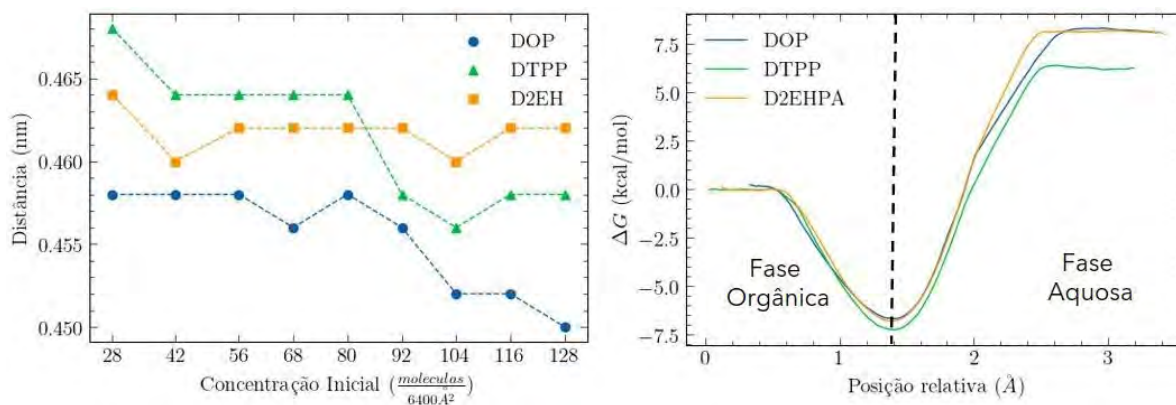 DOP
DTPP
D2EH
0.465
0.460
0.455
0.450
Distância (nm)
28 42 56 68 80 92 104 116 128
Concentração Inicial (moleculas/6400Å²)
DOP
DTPP
D2EHPA
7.5
5.0
2.5
0.0
−2.5
−5.0
−7.5
ΔG (kcal/mol)
Fase
Orgânica
Fase
Aquosa
0 1 2 3
Posição relativa (Å)